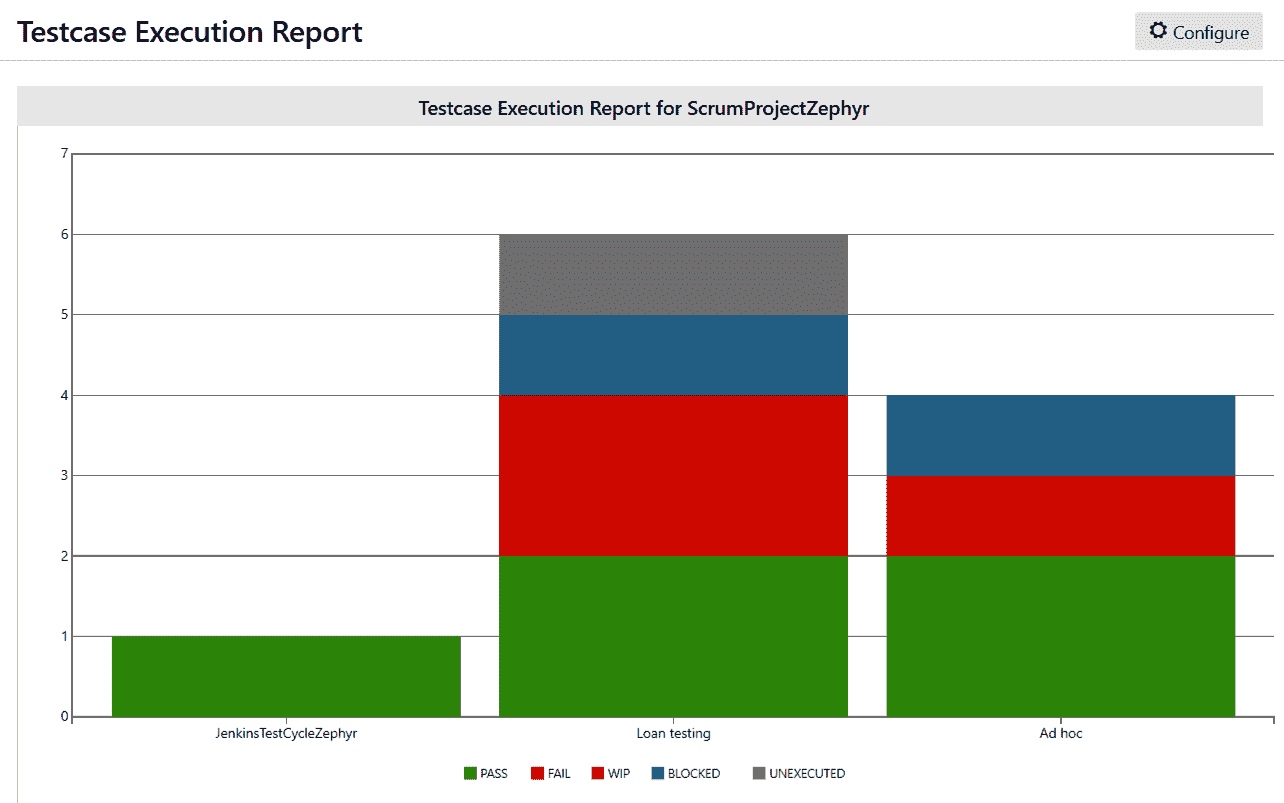 Testcase Execution Report
Configure
Testcase Execution Report for ScrumProjectZephyr
7
6
5
4
3
2
1
0
JenkinsTestCycleZephyr Loan testing Ad hoc
PASS FAIL WIP BLOCKED UNEXECUTED